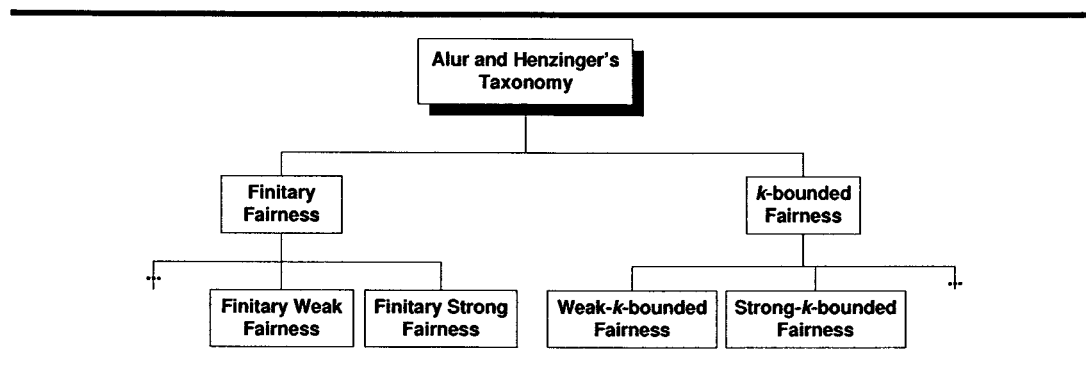 Alur and Henzinger's
Taxonomy
Finitary
Fairness
k-bounded
Fairness
...
Finitary Weak
Fairness
Finitary Strong
Fairness
Weak-k-bounded
Fairness
Strong-k-bounded
Fairness
...